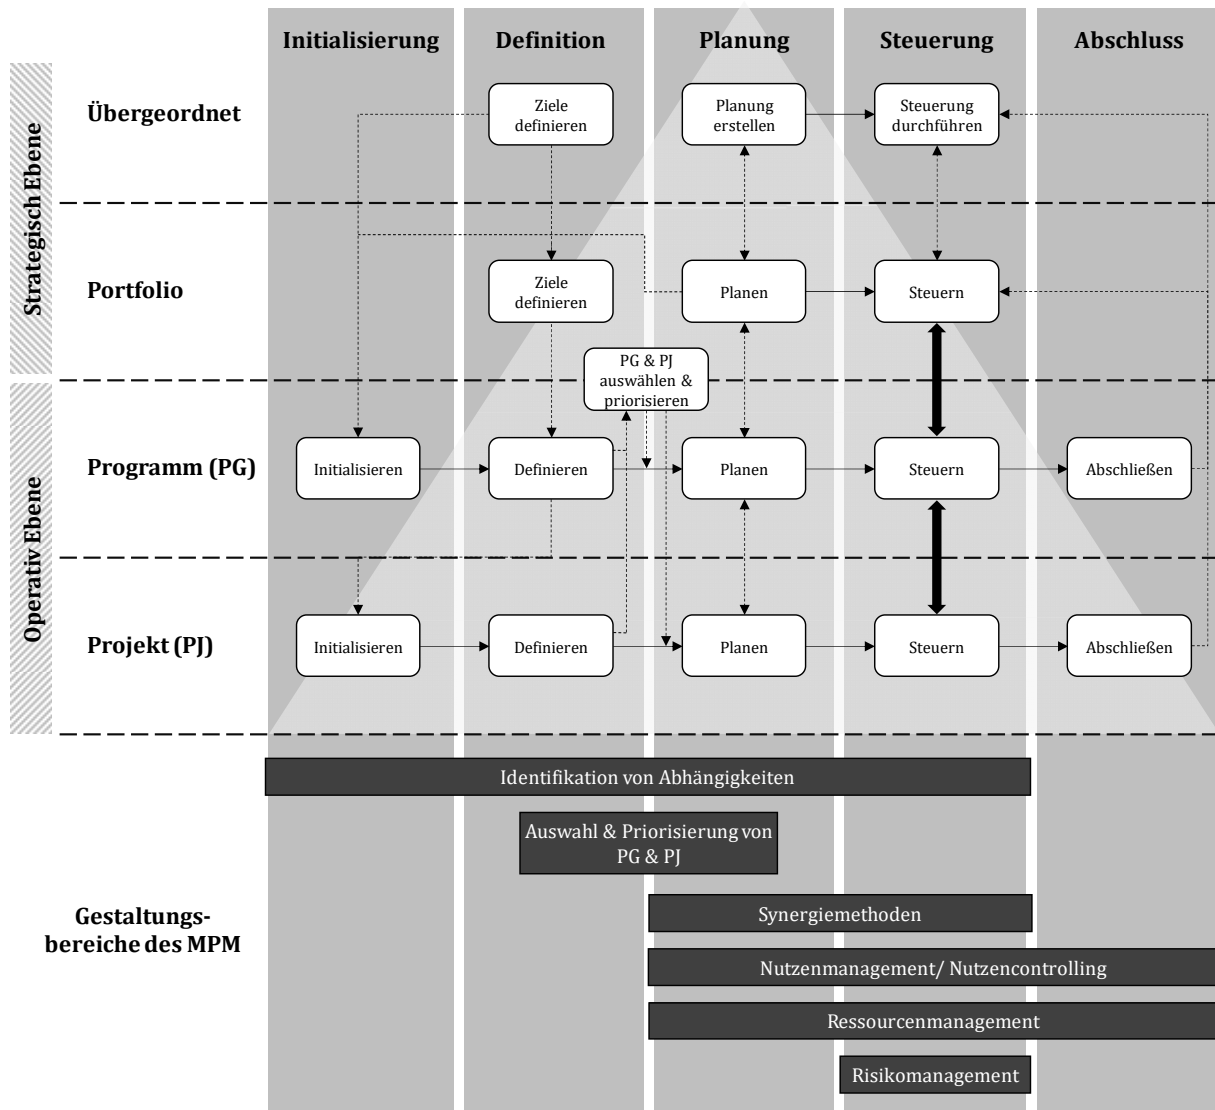 Initialisierung
Definition
Planung
Steuerung
Abschluss
Strategisch Ebene
Übergeordnet
Ziele
definieren
Planung
erstellen
Steuerung
durchführen
Portfolio
Ziele
definieren
Planen
Steuern
PG & PJ
auswählen &
priorisieren
Operativ Ebene
Programm (PG)
Initialisieren
Definieren
Planen
Steuern
Abschließen
Projekt (PJ)
Initialisieren
Definieren
Planen
Steuern
Abschließen
Gestaltungs-
bereiche des MPM
Identifikation von Abhängigkeiten
Auswahl & Priorisierung von
PG & PJ
Synergiemethoden
Nutzenmanagement/ Nutzencontrolling
Ressourcenmanagement
Risikomanagement